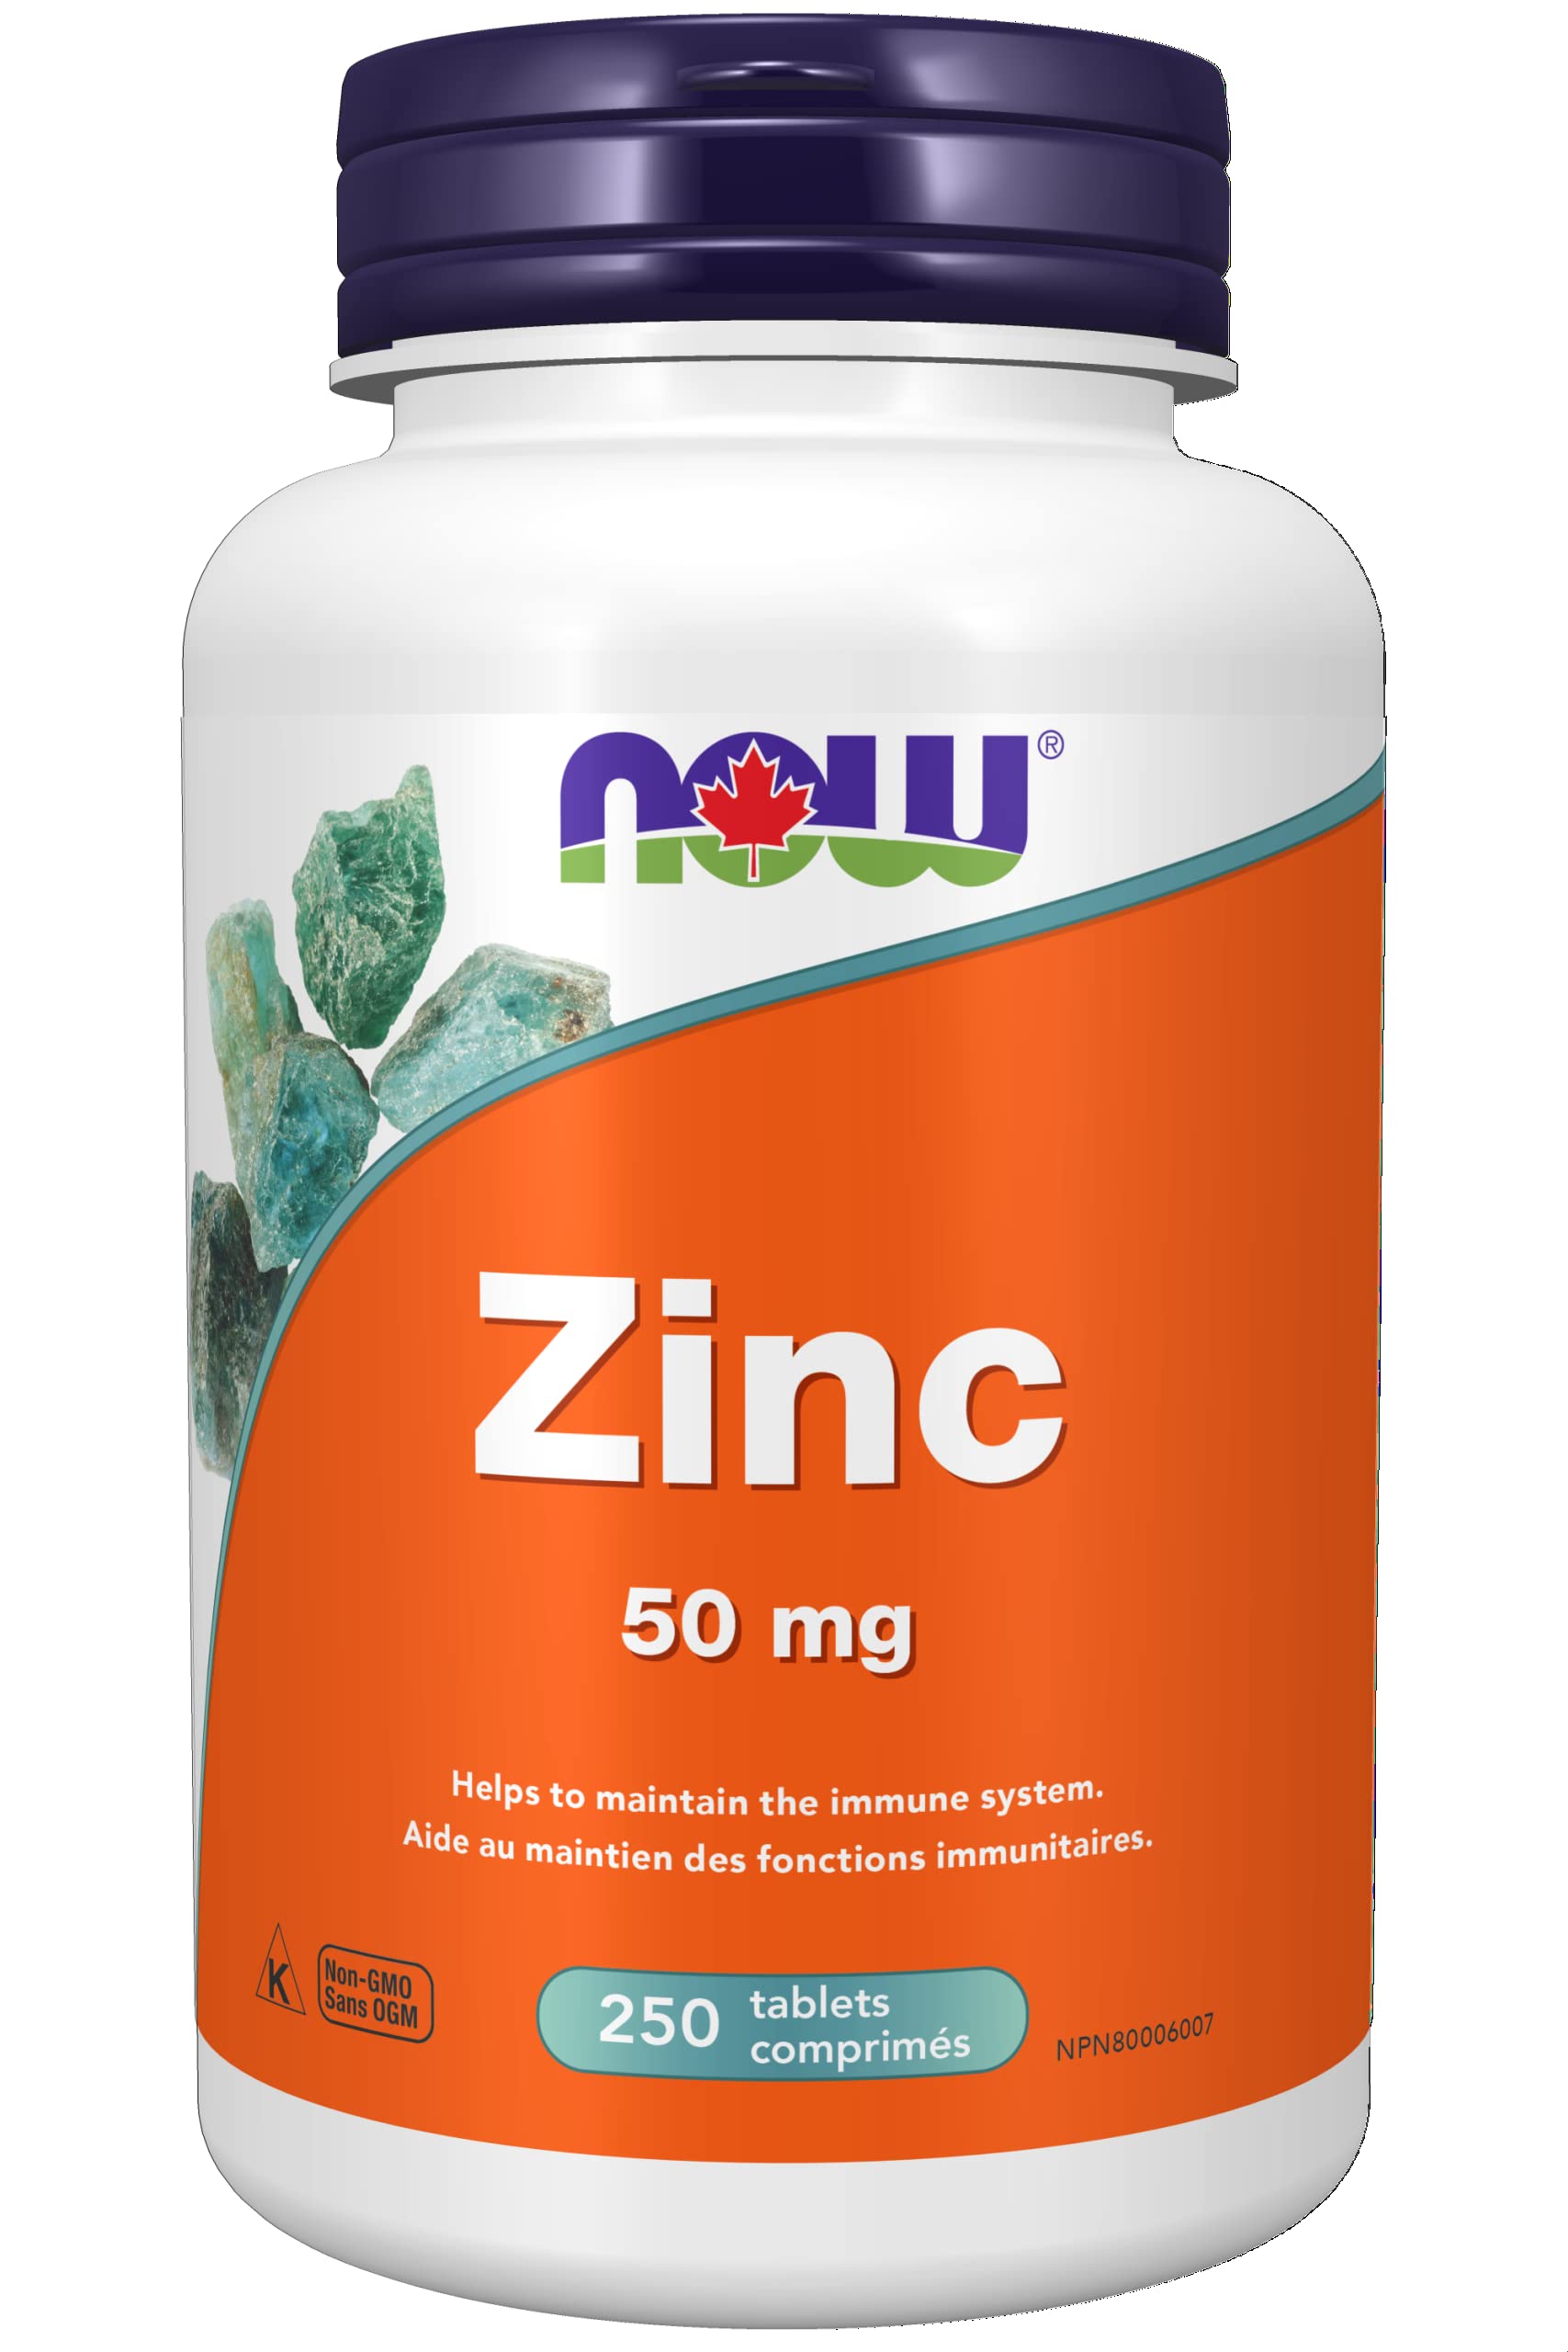 now®
Zinc
50 mg
Helps to maintain the immune system.
Aide au maintien des fonctions immunitaires.
K
Non-GMO
Sans OGM
250 tablets
comprimés
NPN80006007